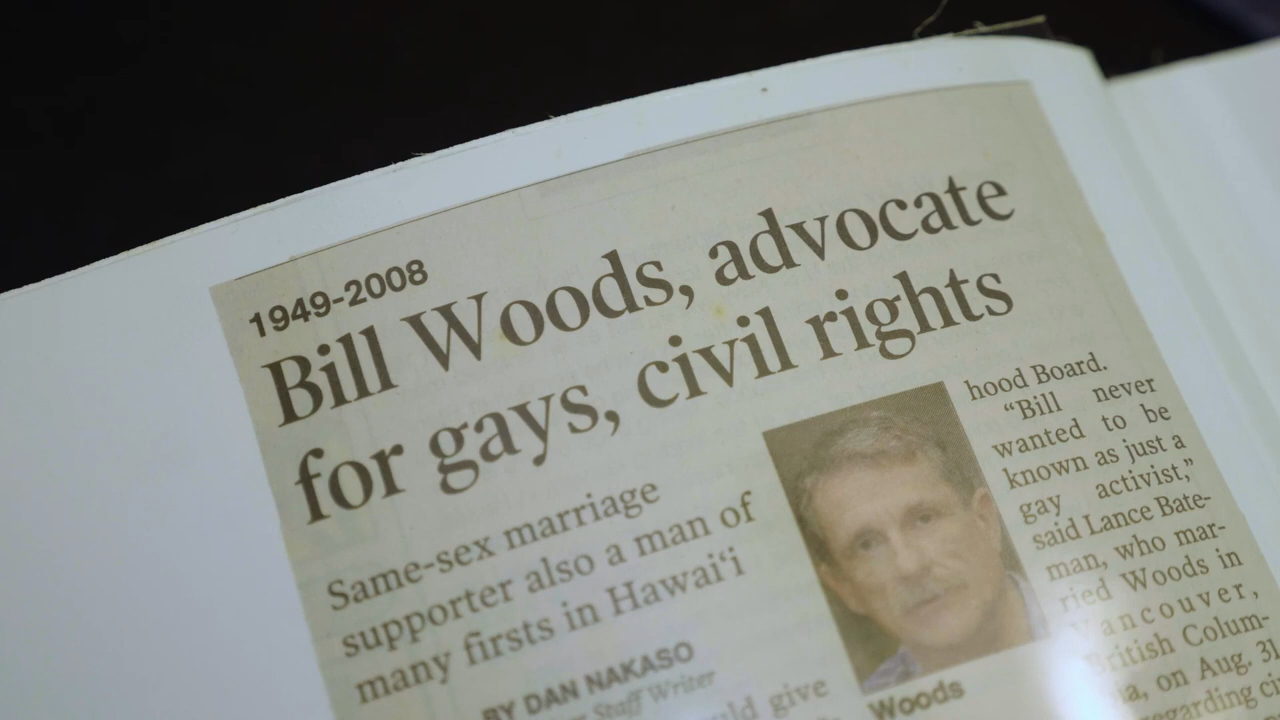 1949-2008
Bill Woods, advocate
for gays, civil rights
Same-sex marriage
supporter also a man of
many firsts in Hawai‘i
BY DAN NAKASO
Staff Writer
give
Woods
hood Board.
“Bill never
wanted to be
known as just a
gay activist,”
said Lance Bate-
man, who mar-
ried Woods in
Vancouver,
British Colum-
on Aug. 31